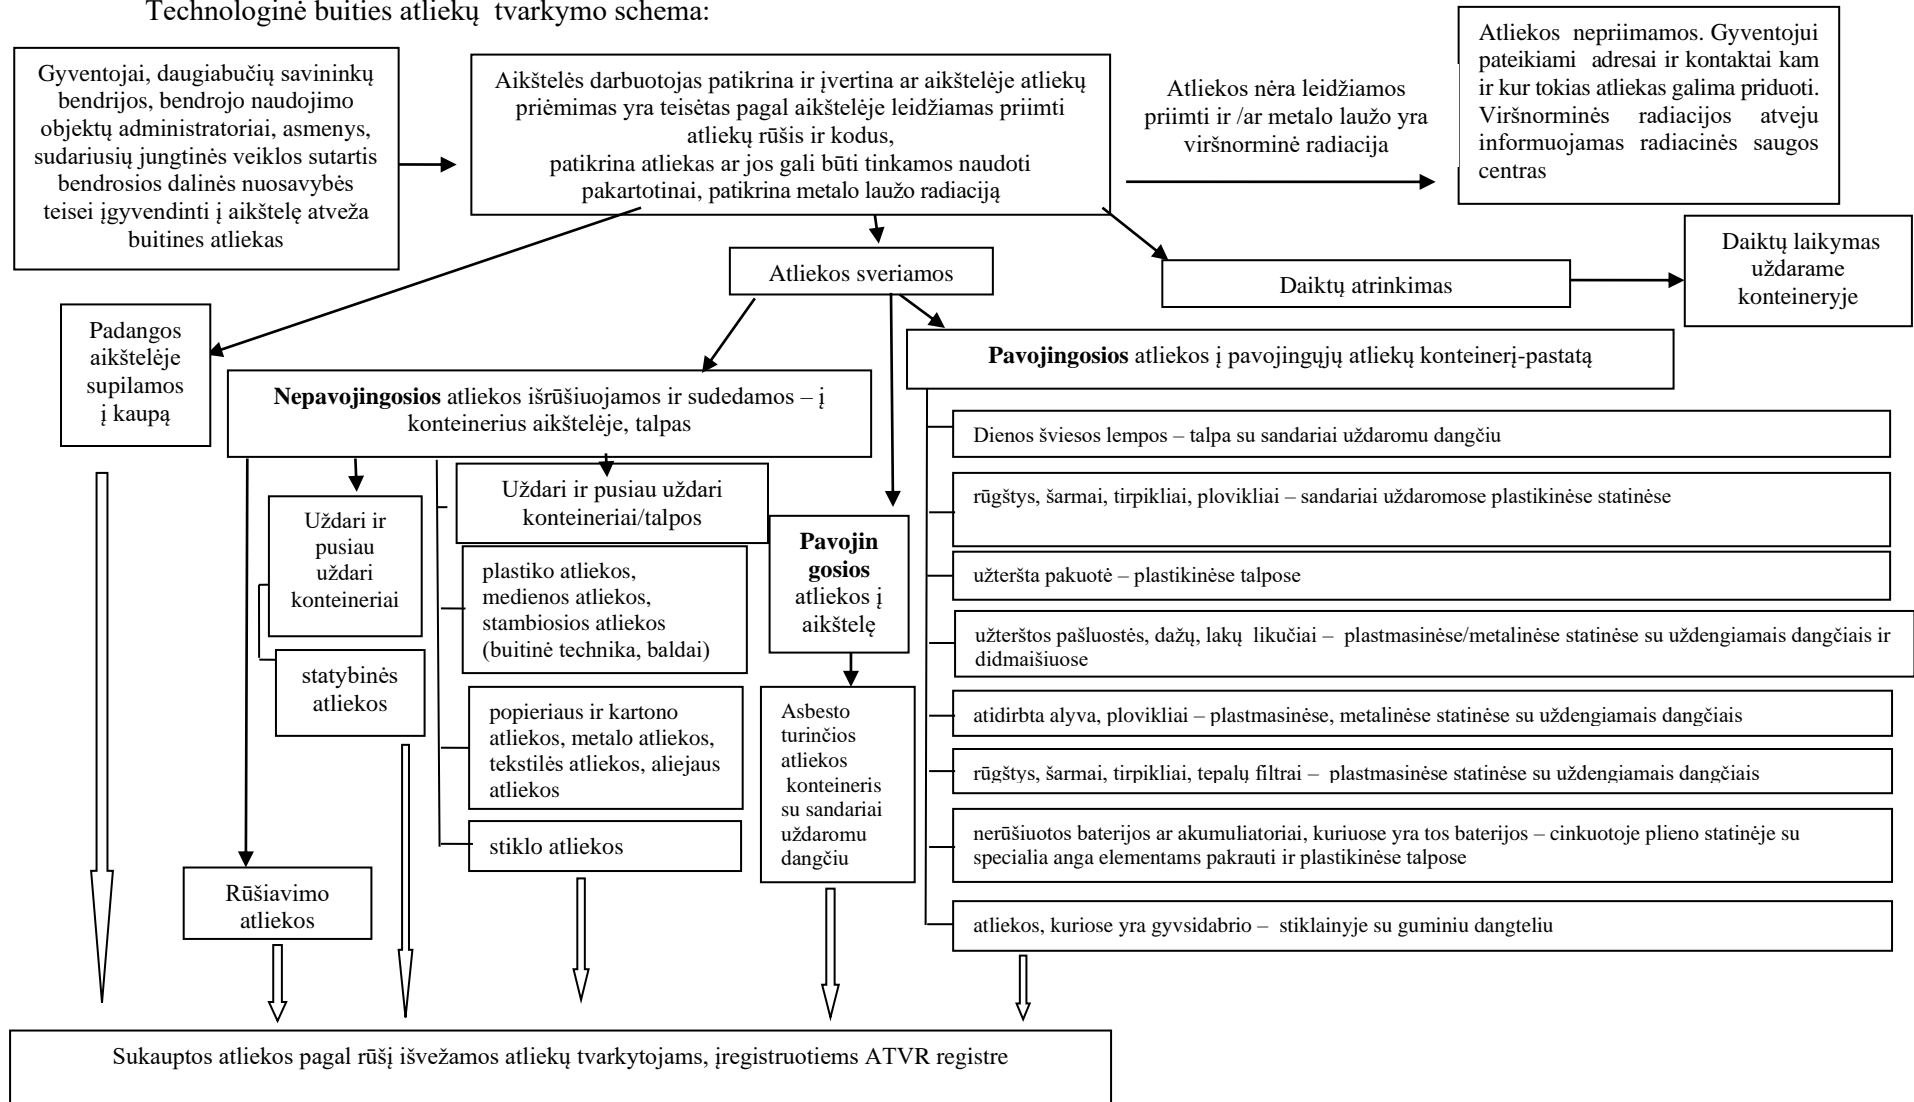 Technologinė buities atliekų tvarkymo schema:
Gyventojai, daugiabučių savininkų
bendrijos, bendrojo naudojimo
objektų administratoriai, asmenys,
sudariusių jungtinės veiklos sutartis
bendrosios dalinės nuosavybės
teisei įgyvendinti į aikštelę atveža
buitines atliekas
Aikštelės darbuotojas patikrina ir įvertina ar aikštelėje atliekų
priėmimas yra teisėtas pagal aikštelėje leidžiamas priimti
atliekų rūšis ir kodus,
patikrina atliekas ar jos gali būti tinkamos naudoti
pakartotinai, patikrina metalo laužo radiaciją
Atliekos nėra leidžiamos
priimti ir /ar metalo laužo yra
viršnorminė radiacija
Atliekos nepriimamos. Gyventojui
pateikiami adresai ir kontaktai kam
ir kur tokias atliekas galima priduoti.
Viršnorminės radiacijos atveju
informuojamas radiacinės saugos
centras
Atliekos sveriamos
Daiktų atrinkimas
Daiktų laikymas
uždarame
konteineryje
Padangos
aikštelėje
supilamos
į kaupą
Nepavojingosios atliekos išrūšiuojamos ir sudedamos – į
konteinerius aikštelėje, talpas
Pavojingosios atliekos į pavojingųjų atliekų konteinerį-pastatą
Uždari ir
pusiau
uždari
konteineriai
statybinės
atliekos
Uždari ir pusiau uždari
konteineriai/talpos
plastiko atliekos,
medienos atliekos,
stambiosios atliekos
(buitinė technika, baldai)
popieriaus ir kartono
atliekos, metalo atliekos,
tekstilės atliekos, aliejaus
atliekos
stiklo atliekos
Pavojin
gosios
atliekos į
aikštelę
Asbesto
turinčios
atliekos
konteineris
su sandariai
uždaromu
dangčiu
Dienos šviesos lempos – talpa su sandariai uždaromu dangčiu
rūgštys, šarmai, tirpikliai, plovikliai – sandariai uždaromose plastikinėse statinėse
užteršta pakuotė – plastikinėse talpose
užterštos pašluostės, dažų, lakų likučiai – plastmasinėse/metalinėse statinėse su uždengiamais dangčiais ir
didmaišiuose
atidirbta alyva, plovikliai – plastmasinėse, metalinėse statinėse su uždengiamais dangčiais
rūgštys, šarmai, tirpikliai, tepalų filtrai – plastmasinėse statinėse su uždengiamais dangčiais
nerūšiuotos baterijos ar akumuliatoriai, kuriuose yra tos baterijos – cinkuotoje plieno statinėje su
specialia anga elementams pakrauti ir plastikinėse talpose
atliekos, kuriose yra gyvsidabrio – stiklainyje su guminiu dangteliu
Rūšiavimo
atliekos
Sukauptos atliekos pagal rūšį išvežamos atliekų tvarkytojams, įregistruotiems ATVR registre